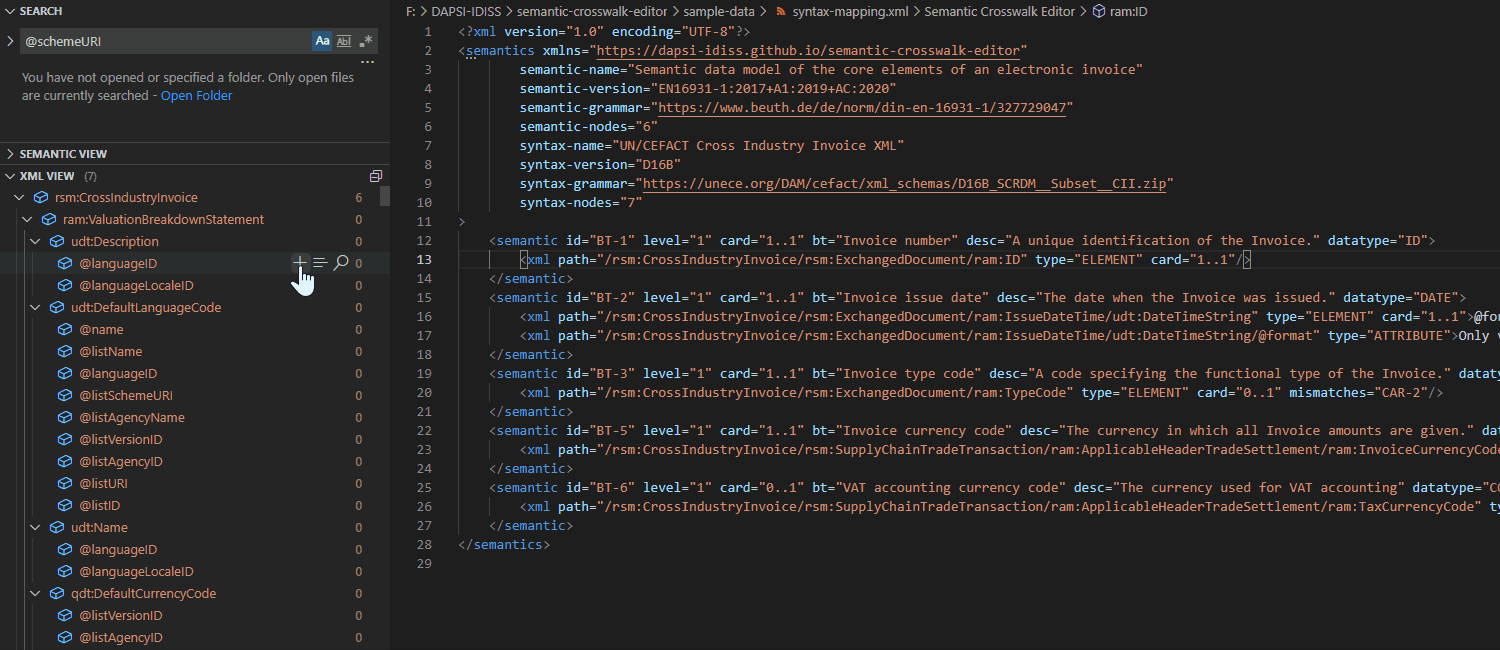 SEARCH
@schemeURI
Aa Abl .*
...
You have not opened or specified a folder. Only open files
are currently searched - Open Folder
SEMANTIC VIEW
XML VIEW (7)
rsm:CrossIndustryInvoice 6
ram:ValuationBreakdownStatement 0
udt:Description 0
@languageID 0
@languageLocaleID 0
udt:DefaultLanguageCode 0
@name 0
@listName 0
@languageID 0
@listSchemeURI 0
@listAgencyName 0
@listVersionID 0
@listAgencyID 0
@listURI 0
@listID 0
udt:Name 0
@languageID 0
@languageLocaleID 0
qdt:DefaultCurrencyCode 0
@listVersionID 0
@listAgencyID 0
F: > DAPSI-IDISS > semantic-crosswalk-editor > sample-data > syntax-mapping.xml > Semantic Crosswalk Editor > ram:ID
1 <?xml version="1.0" encoding="UTF-8"?>
2 <semantics xmlns="https://dapsi-idiss.github.io/semantic-crosswalk-editor"
3 semantic-name="Semantic data model of the core elements of an electronic invoice"
4 semantic-version="EN16931-1:2017+A1:2019+AC:2020"
5 semantic-grammar="https://www.beuth.de/de/norm/din-en-16931-1/327729047"
6 semantic-nodes="6"
7 syntax-name="UN/CEFACT Cross Industry Invoice XML"
8 syntax-version="D16B"
9 syntax-grammar="https://unece.org/DAM/cefact/xml_schemas/D16B_SCRDM__Subset__CII.zip"
10 syntax-nodes="7"
11 >
12 <semantic id="BT-1" level="1" card="1..1" bt="Invoice number" desc="A unique identification of the Invoice." datatype="ID">
13 <xml path="/rsm:CrossIndustryInvoice/rsm:ExchangedDocument/ram:ID" type="ELEMENT" card="1..1"/>
14 </semantic>
15 <semantic id="BT-2" level="1" card="1..1" bt="Invoice issue date" desc="The date when the Invoice was issued." datatype="DATE">
16 <xml path="/rsm:CrossIndustryInvoice/rsm:ExchangedDocument/ram:IssueDateTime/udt:DateTimeString" type="ELEMENT" card="1..1">@for
17 <xml path="/rsm:CrossIndustryInvoice/rsm:ExchangedDocument/ram:IssueDateTime/udt:DateTimeString/@format" type="ATTRIBUTE">Only
18 </semantic>
19 <semantic id="BT-3" level="1" card="1..1" bt="Invoice type code" desc="A code specifying the functional type of the Invoice." datat
20 <xml path="/rsm:CrossIndustryInvoice/rsm:ExchangedDocument/ram:TypeCode" type="ELEMENT" card="0..1" mismatches="CAR-2"/>
21 </semantic>
22 <semantic id="BT-5" level="1" card="1..1" bt="Invoice currency code" desc="The currency in which all Invoice amounts are given." dat
23 <xml path="/rsm:CrossIndustryInvoice/rsm:SupplyChainTradeTransaction/ram:ApplicableHeaderTradeSettlement/ram:InvoiceCurrencyCode
24 </semantic>
25 <semantic id="BT-6" level="1" card="0..1" bt="VAT accounting currency code" desc="The currency used for VAT accounting" datatype="CO
26 <xml path="/rsm:CrossIndustryInvoice/rsm:SupplyChainTradeTransaction/ram:ApplicableHeaderTradeSettlement/ram:TaxCurrencyCode" ty
27 </semantic>
28 </semantics>
29